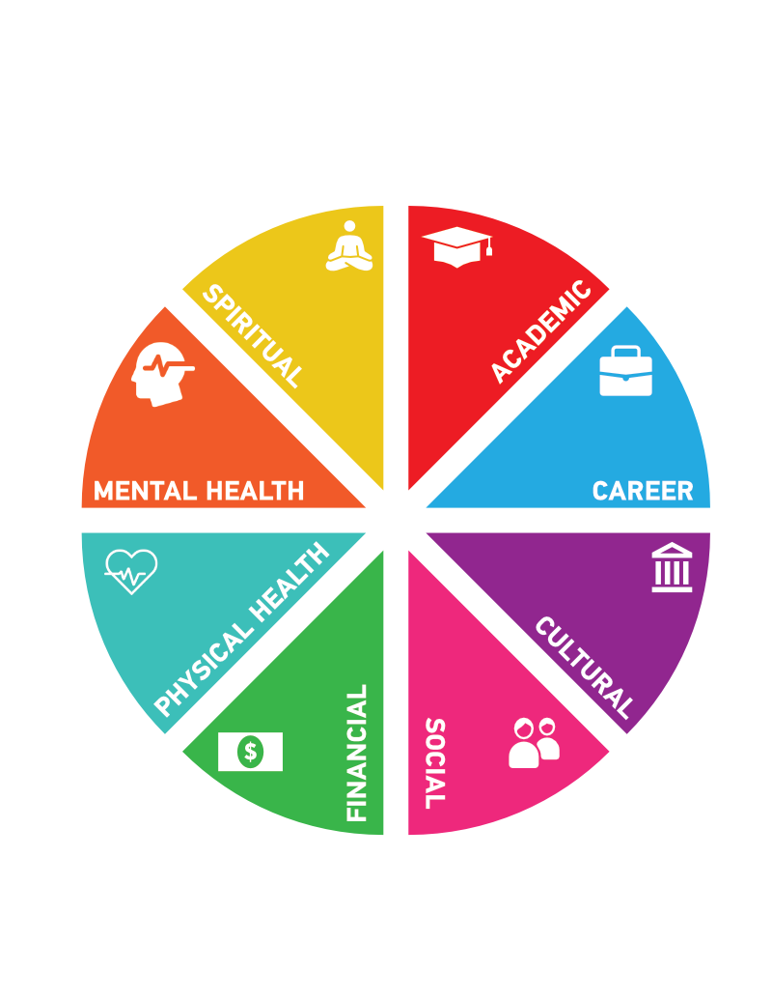 SPIRITUAL
ACADEMIC
MENTAL HEALTH
CAREER
PHYSICAL HEALTH
CULTURAL
FINANCIAL
SOCIAL
$